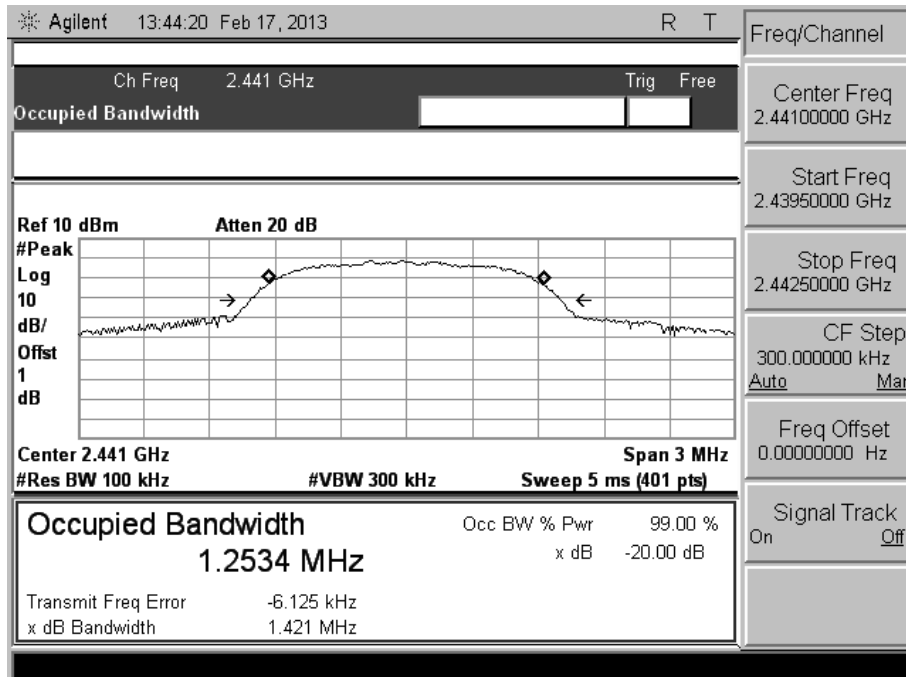 Agilent 13:44:20 Feb 17, 2013 R T
Ch Freq 2.441 GHz Trig Free
Occupied Bandwidth
Ref 10 dBm Atten 20 dB
#Peak
Log
10
dB/
Offst
1
dB
Center 2.441 GHz Span 3 MHz
#Res BW 100 kHz #VBW 300 kHz Sweep 5 ms (401 pts)
Occupied Bandwidth
1.2534 MHz
Occ BW % Pwr 99.00 %
x dB -20.00 dB
Transmit Freq Error -6.125 kHz
x dB Bandwidth 1.421 MHz
Freq/Channel
Center Freq
2.44100000 GHz
Start Freq
2.43950000 GHz
Stop Freq
2.44250000 GHz
CF Step
300.000000 kHz
Auto Mar
Freq Offset
0.00000000 Hz
Signal Track
On Off